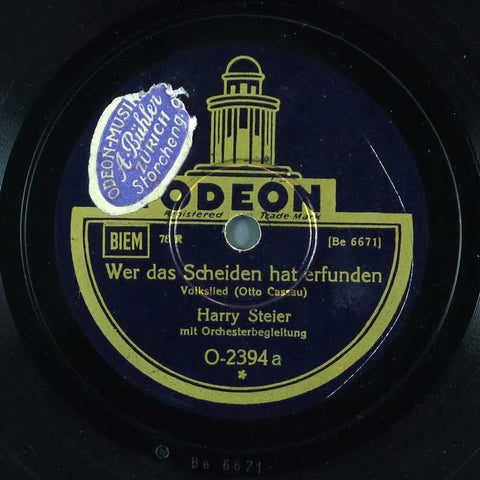 ODEON-MUSIK
A. Bühler
ZÜRICH
Storcheng. 9
ODEON
Registered Trade-Mark
BIEM
78 R
[Be 6671]
Wer das Scheiden hat erfunden
Volkslied (Otto Cassau)
Harry Steier
mit Orchesterbegleitung
O-2394 a
Be 6671